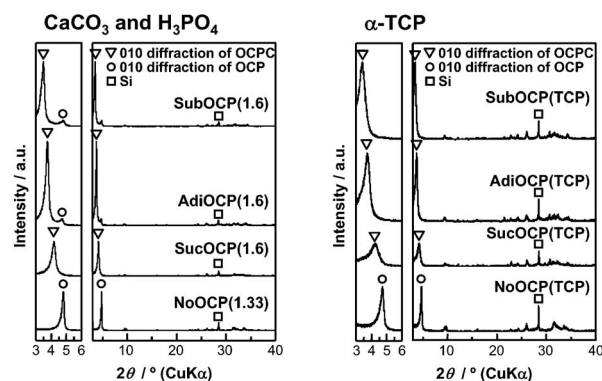 CaCO3 and H3PO4
▽ 010 diffraction of OCPC
○ 010 diffraction of OCP
□ Si
SubOCP(1.6)
AdiOCP(1.6)
SucOCP(1.6)
NoOCP(1.33)
Intensity / a.u.
3 4 5 6
10 20 30 40
2θ / º (CuKα)
α-TCP
▽ 010 diffraction of OCPC
○ 010 diffraction of OCP
□ Si
SubOCP(TCP)
AdiOCP(TCP)
SucOCP(TCP)
NoOCP(TCP)
Intensity / a.u.
3 4 5 6
10 20 30 40
2θ / º (CuKα)